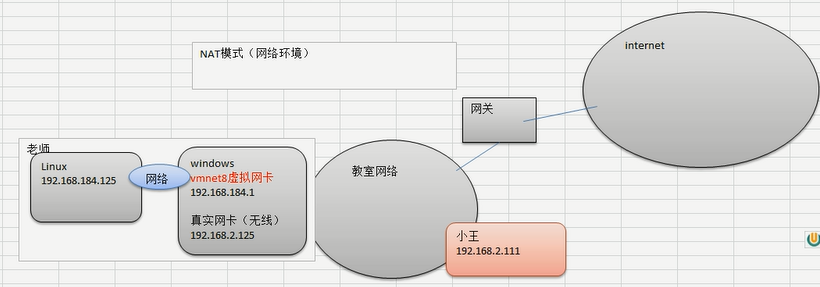 NAT模式（网络环境）
internet
网关
老师
Linux
192.168.184.125
网络
windows
vmnet8虚拟网卡
192.168.184.1
真实网卡（无线）
192.168.2.125
教室网络
小王
192.168.2.111